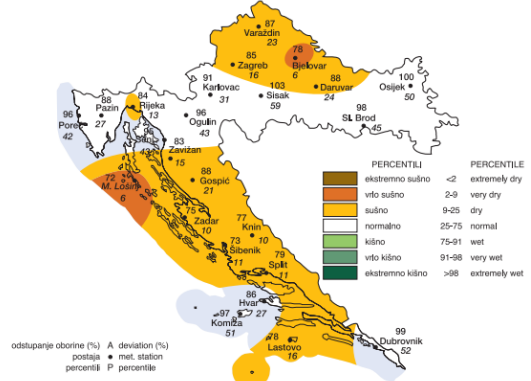 87
Varaždin
23
78
Bjelovar
6
85
Zagreb
16
88
Daruvar
24
91
Karlovac
31
103
Sisak
59
100
Osijek
50
98
Sl. Brod
45
84
Rijeka
13
88
Pazin
27
96
Poreč
42
96
Ogulin
43
95
Senj
43
83
Zavižan
15
88
Gospić
21
72
M. Lošinj
6
75
Zadar
10
77
Knin
10
73
Šibenik
11
79
Split
11
86
Hvar
27
97
Komiža
51
78
Lastovo
16
99
Dubrovnik
52
PERCENTILI PERCENTILE
ekstremno sušno <2 extremely dry
vrlo sušno 2-9 very dry
sušno 9-25 dry
normalno 25-75 normal
kišno 75-91 wet
vrlo kišno 91-98 very wet
ekstremno kišno >98 extremely wet
odstupanje oborine (%) A deviation (%)
postaja ● met. station
percentili P percentile